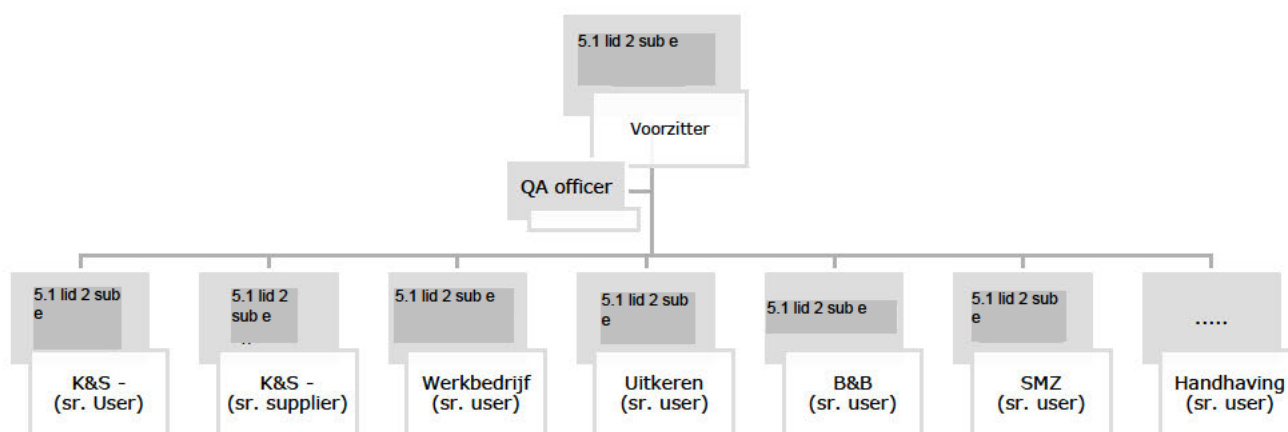 5.1 lid 2 sub e
Voorzitter
QA officer
5.1 lid 2 sub
e
K&S -
(sr. User)
5.1 lid 2
sub e
..
K&S -
(sr. supplier)
5.1 lid 2 sub e
Werkbedrijf
(sr. user)
5.1 lid 2 sub
e
Uitkeren
(sr. user)
5.1 lid 2 sub e
B&B
(sr. user)
5.1 lid 2 sub
e
SMZ
(sr. user)
.....
Handhaving
(sr. user)